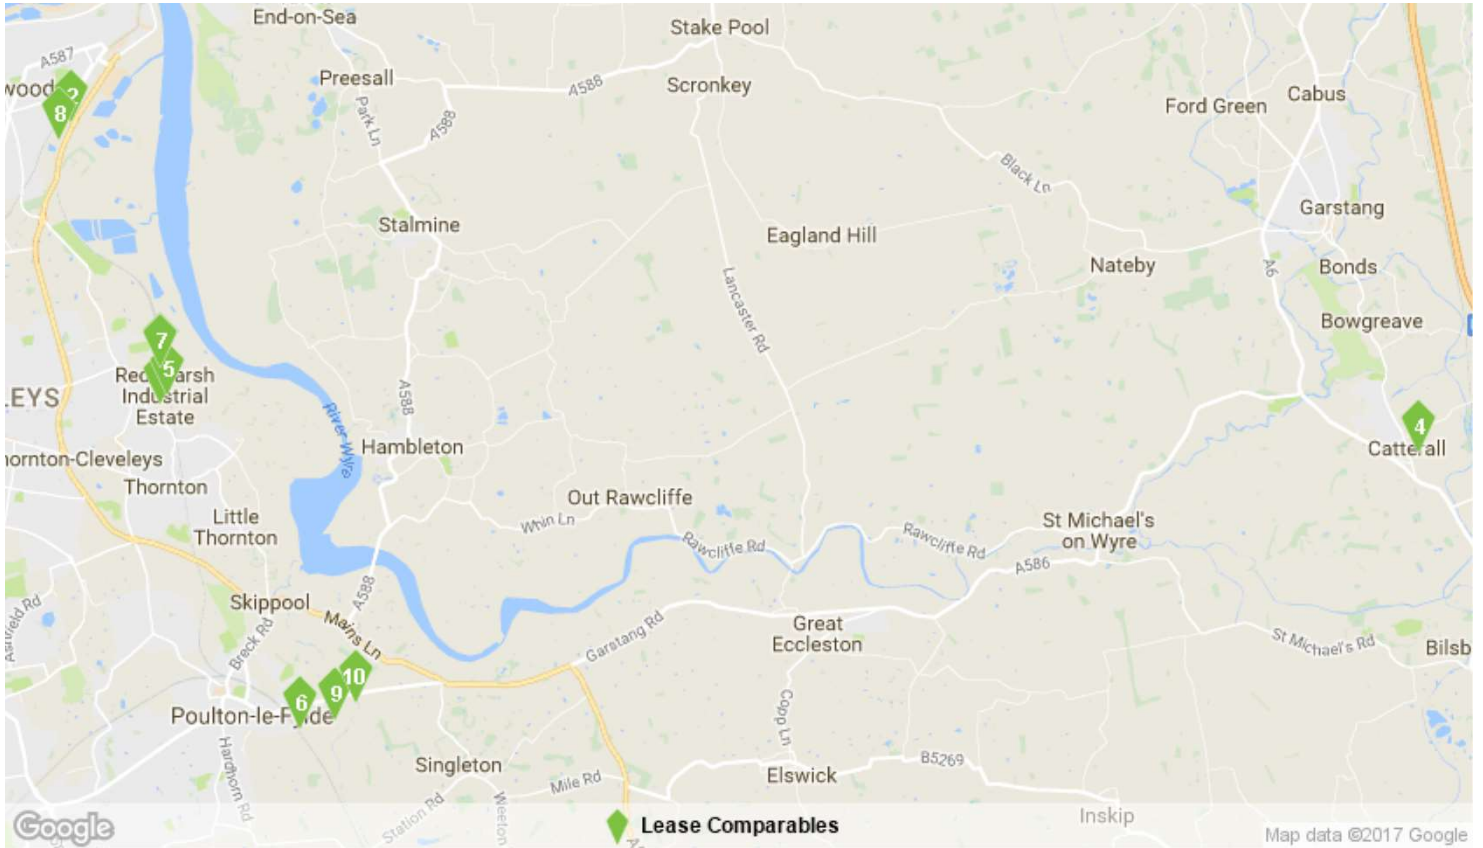 End-on-Sea
Stake Pool
A587
Preesall
A588
Scronkey
Cabus
Ford Green
wood
2
8
Park Ln
A588
Black Ln
Garstang
Stalmine
Eagland Hill
Nateby
A6
Bonds
Lancaster Rd
Bowgreave
7
5
Industrial
Estate
LEYS
A588
River Wyre
4
Catterall
Hambleton
ornton-Cleveleys
Thornton
Out Rawcliffe
Little
Thornton
Whin Ln
Rawcliffe Rd
Rawcliffe Rd
St Michael's
on Wyre
A586
A588
Skippool
Mains Ln
Breck Rd
Garstang Rd
Great
Eccleston
St Michael's Rd
Bilsb
10
9
6
Poulton-le-Fylde
Copp Ln
Hardhorn Rd
Singleton
Mile Rd
Elswick
B5269
Station Rd
Weeton
Inskip
Google
Lease Comparables
Map data ©2017 Google